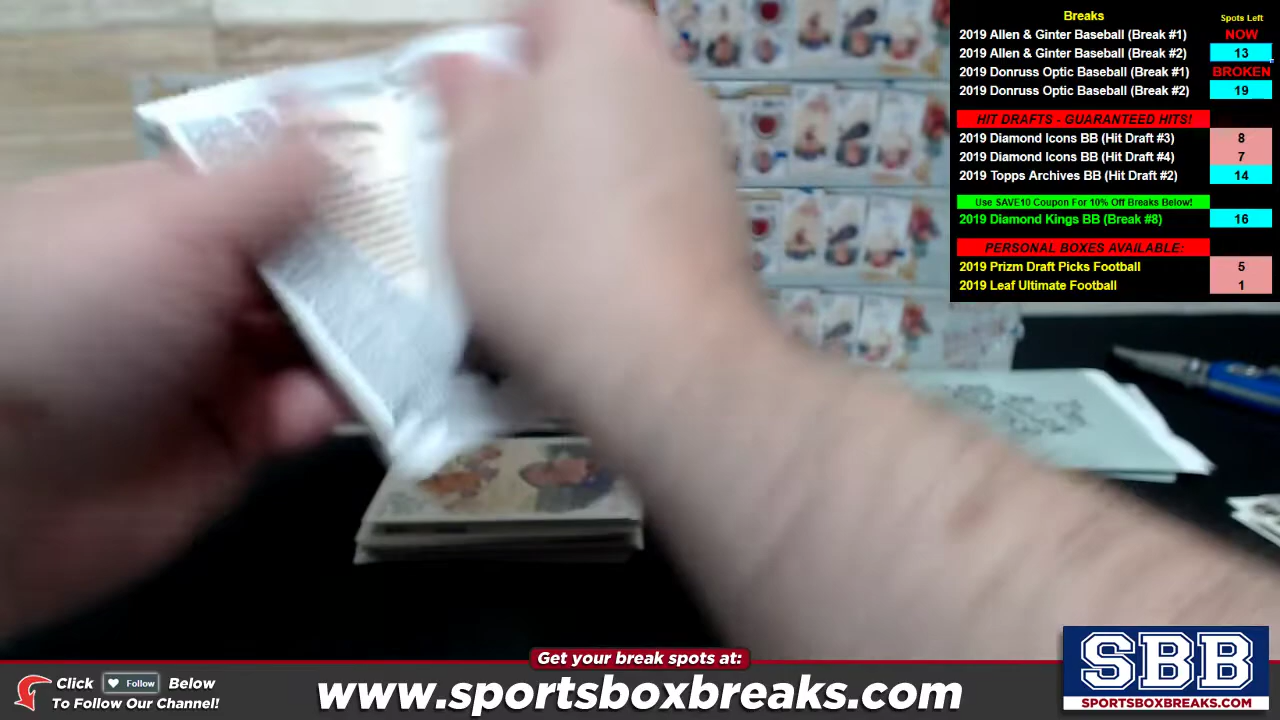 Breaks Spots Left
2019 Allen & Ginter Baseball (Break #1) NOW
2019 Allen & Ginter Baseball (Break #2) 13
2019 Donruss Optic Baseball (Break #1) BROKEN
2019 Donruss Optic Baseball (Break #2) 19
HIT DRAFTS - GUARANTEED HITS!
2019 Diamond Icons BB (Hit Draft #3) 8
2019 Diamond Icons BB (Hit Draft #4) 7
2019 Topps Archives BB (Hit Draft #2) 14
Use SAVE10 Coupon For 10% Off Breaks Below!
2019 Diamond Kings BB (Break #8) 16
PERSONAL BOXES AVAILABLE:
2019 Prizm Draft Picks Football 5
2019 Leaf Ultimate Football 1
Get your break spots at:
Click Follow Below
To Follow Our Channel!
www.sportsboxbreaks.com
SBB
SPORTSBOXBREAKS.COM